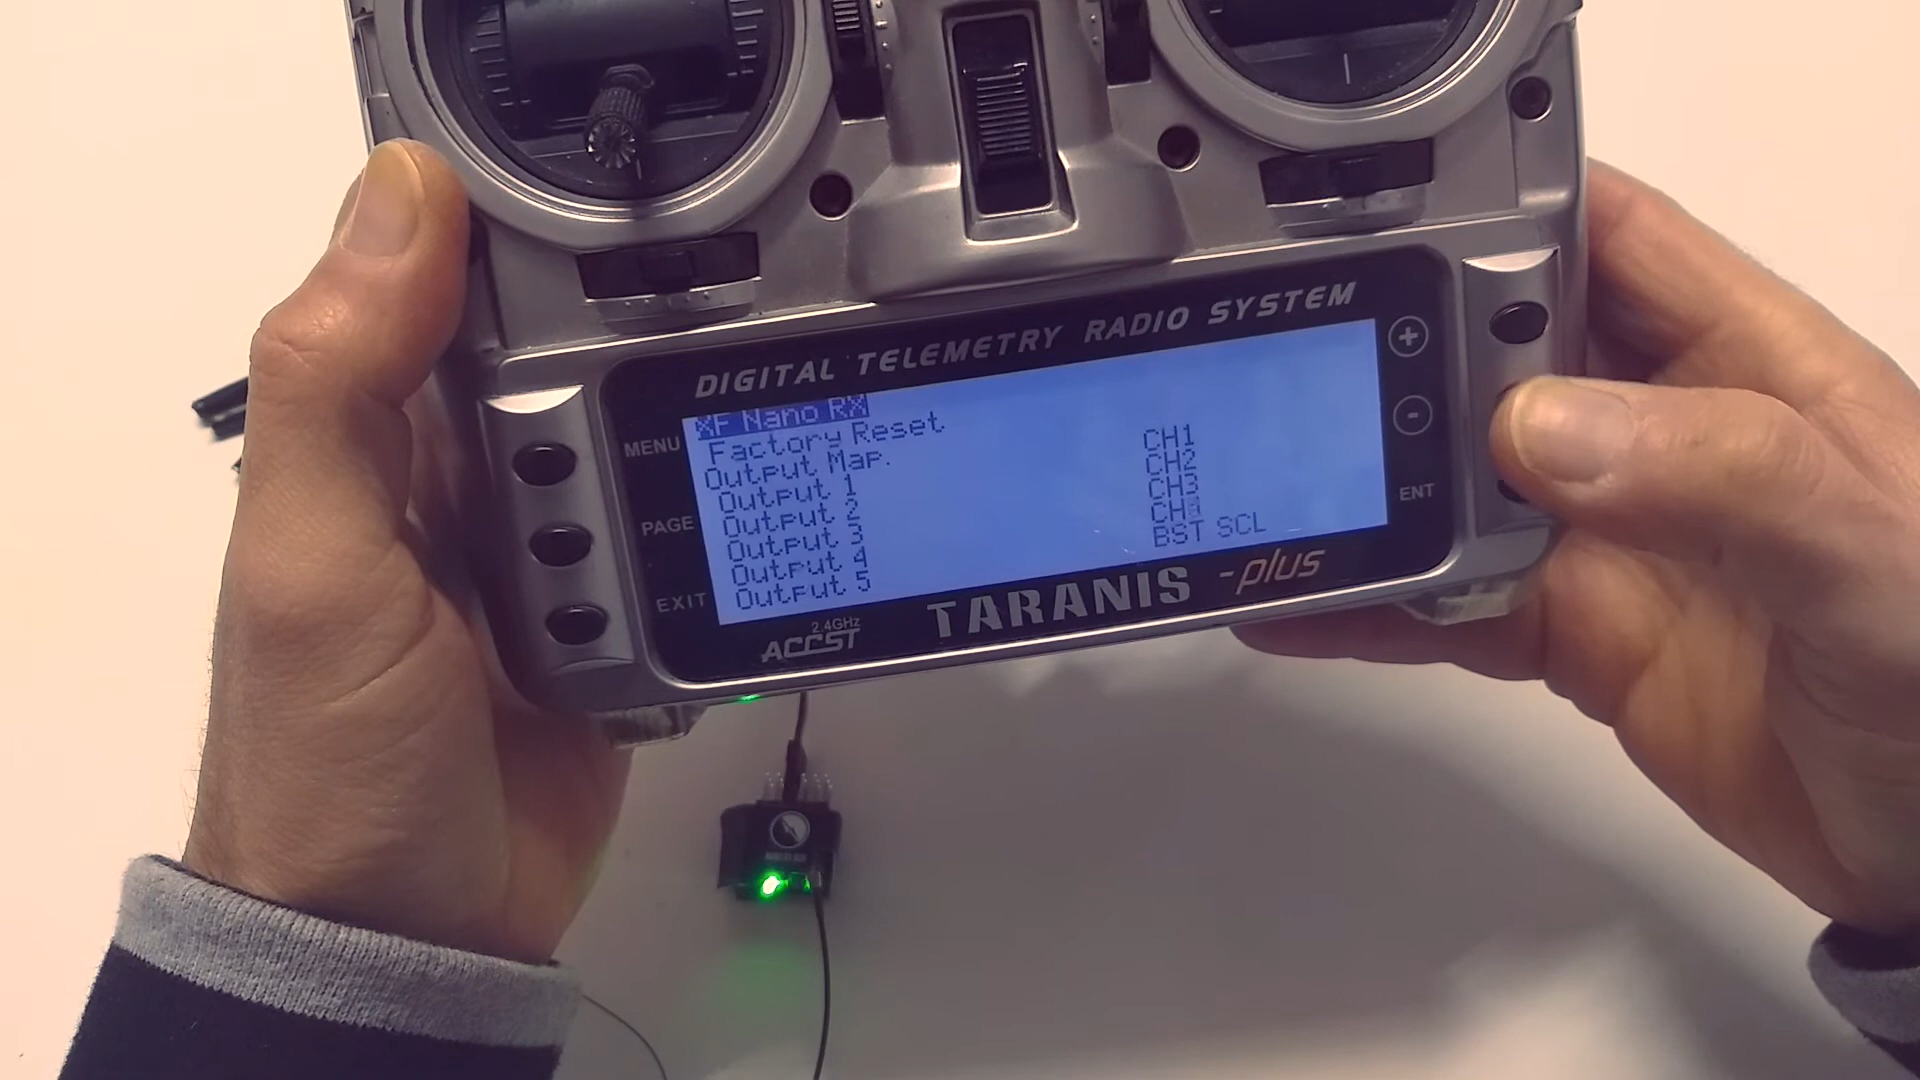 DIGITAL TELEMETRY RADIO SYSTEM
MENU
PAGE
EXIT
+
-
ENT
XF Nano RX
Factory Reset
Output Map.
Output 1 CH1
Output 2 CH2
Output 3 CH3
Output 4
Output 5 BST SCL
2.4GHz
ACCST
TARANIS -plus